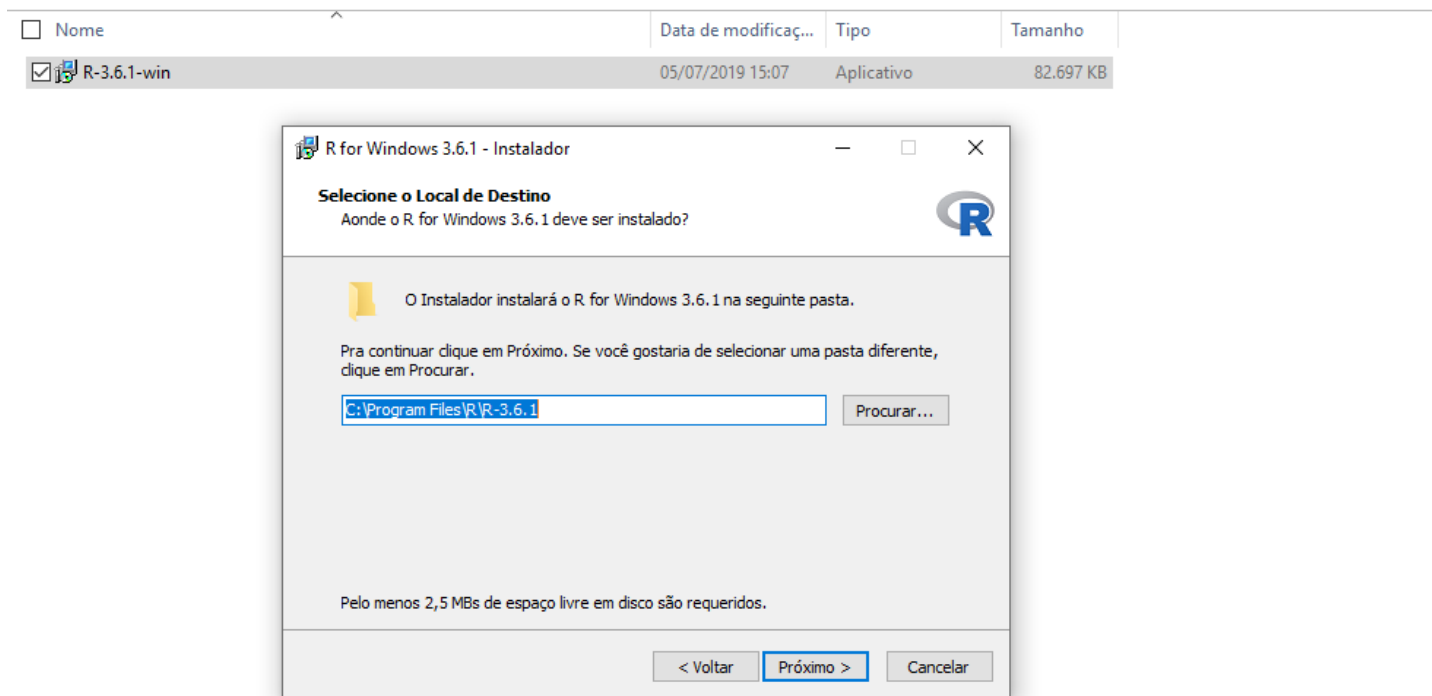 Nome Data de modificaç... Tipo Tamanho
R-3.6.1-win 05/07/2019 15:07 Aplicativo 82.697 KB
R for Windows 3.6.1 - Instalador
Selecione o Local de Destino
Aonde o R for Windows 3.6.1 deve ser instalado?
R
O Instalador instalará o R for Windows 3.6.1 na seguinte pasta.
Pra continuar clique em Próximo. Se você gostaria de selecionar uma pasta diferente,
clique em Procurar.
C:\Program Files\R\R-3.6.1 Procurar...
Pelo menos 2,5 MBs de espaço livre em disco são requeridos.
< Voltar Próximo > Cancelar